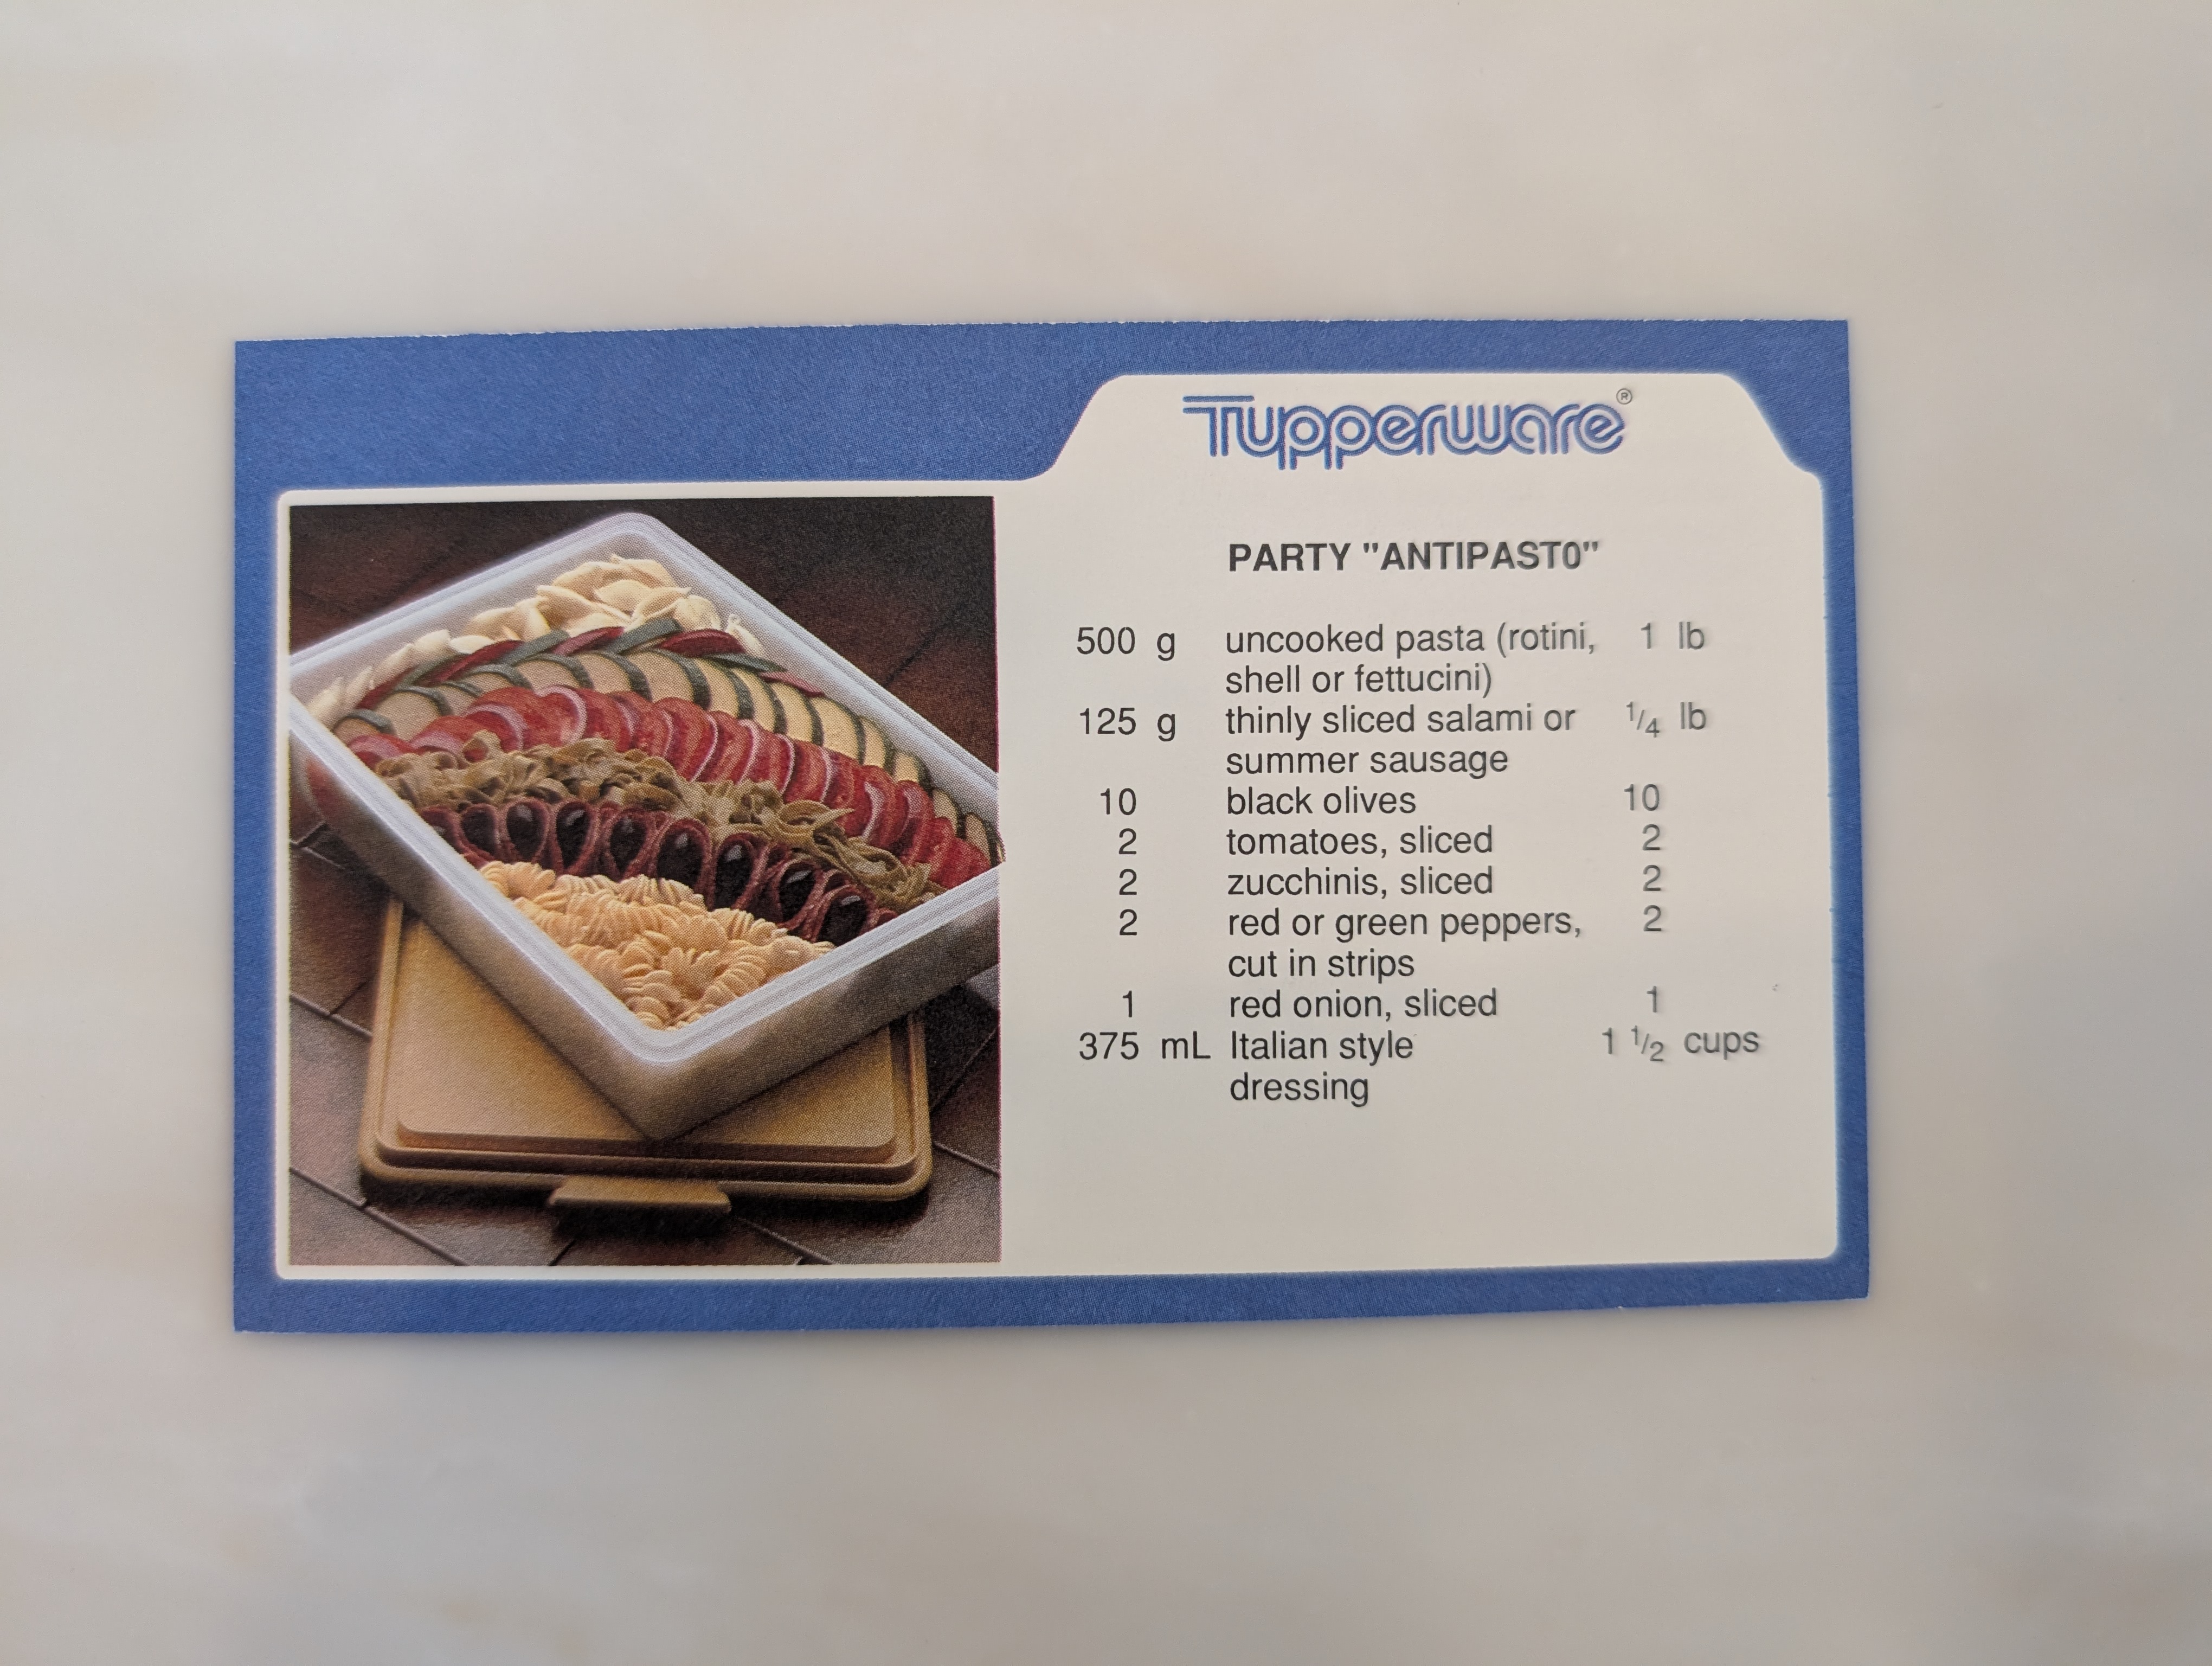 Tupperware®
PARTY "ANTIPASTO"
500 g uncooked pasta (rotini, 1 lb
shell or fettucini)
125 g thinly sliced salami or 1/4 lb
summer sausage
10 black olives 10
2 tomatoes, sliced 2
2 zucchinis, sliced 2
2 red or green peppers, 2
cut in strips
1 red onion, sliced 1
375 mL Italian style 1 1/2 cups
dressing